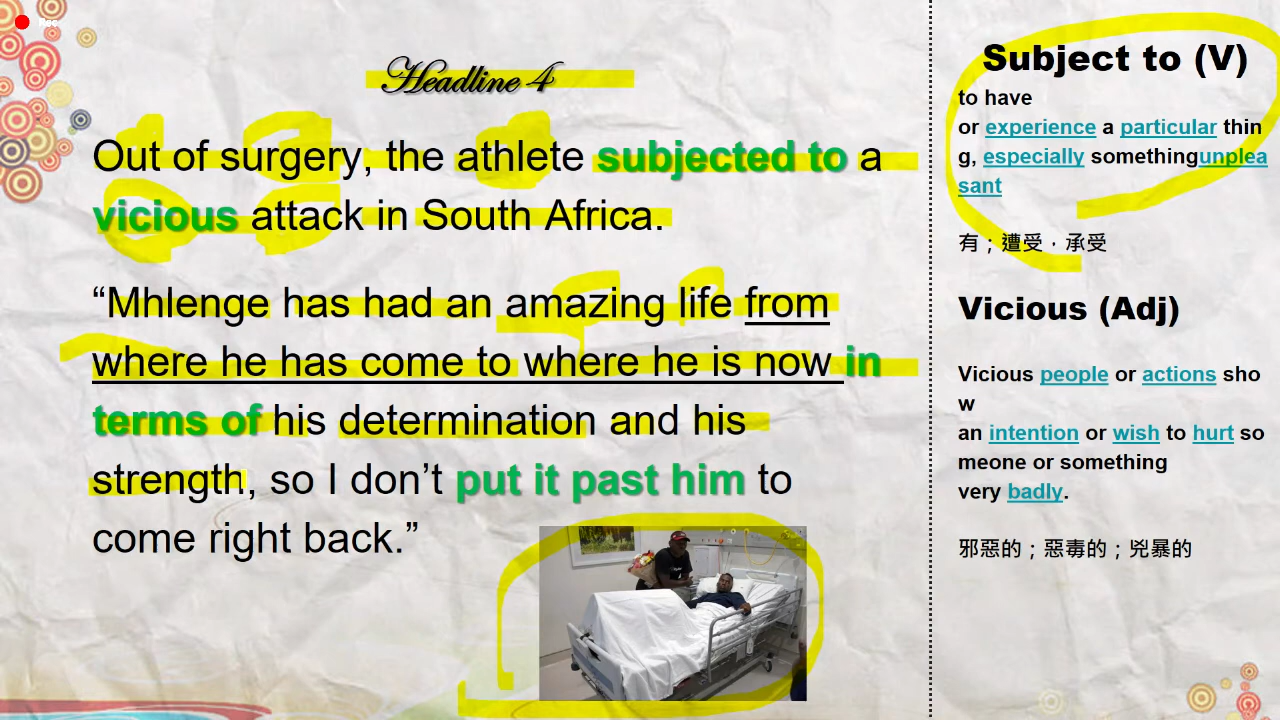 Headline 4
Out of surgery, the athlete subjected to a
vicious attack in South Africa.
“Mhlenge has had an amazing life from
where he has come to where he is now in
terms of his determination and his
strength, so I don’t put it past him to
come right back.”
Subject to (V)
to have
or experience a particular thin
g, especially somethingunplea
sant
有；遭受，承受
Vicious (Adj)
Vicious people or actions sho
w
an intention or wish to hurt so
meone or something
very badly.
邪惡的；惡毒的；兇暴的